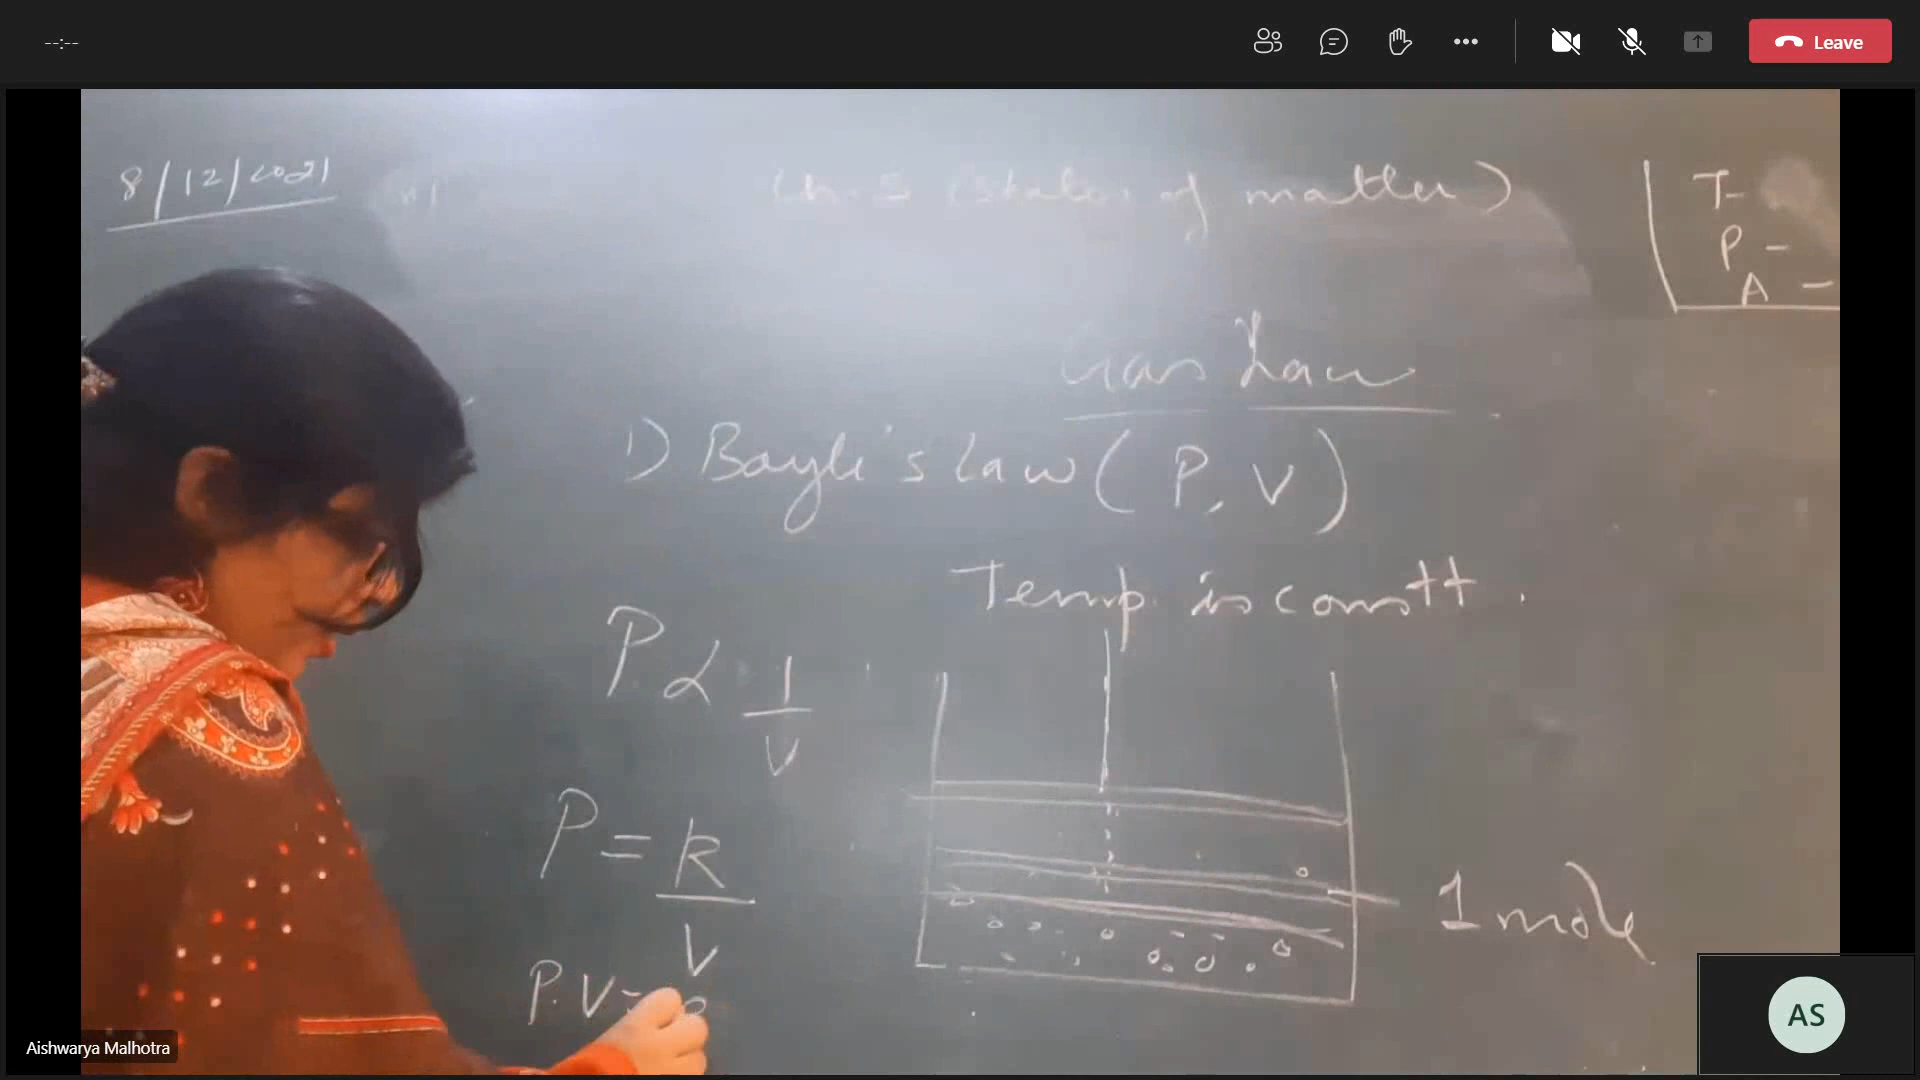 --:--
Leave
8/12/2021
Ch-5 (States of matter)
T-
P -
A -
Gas Law
1) Boyle's Law (P, V)
Temp. is constt.
P α 1/V
P = K/V
P.V =
1 mole
Aishwarya Malhotra
AS